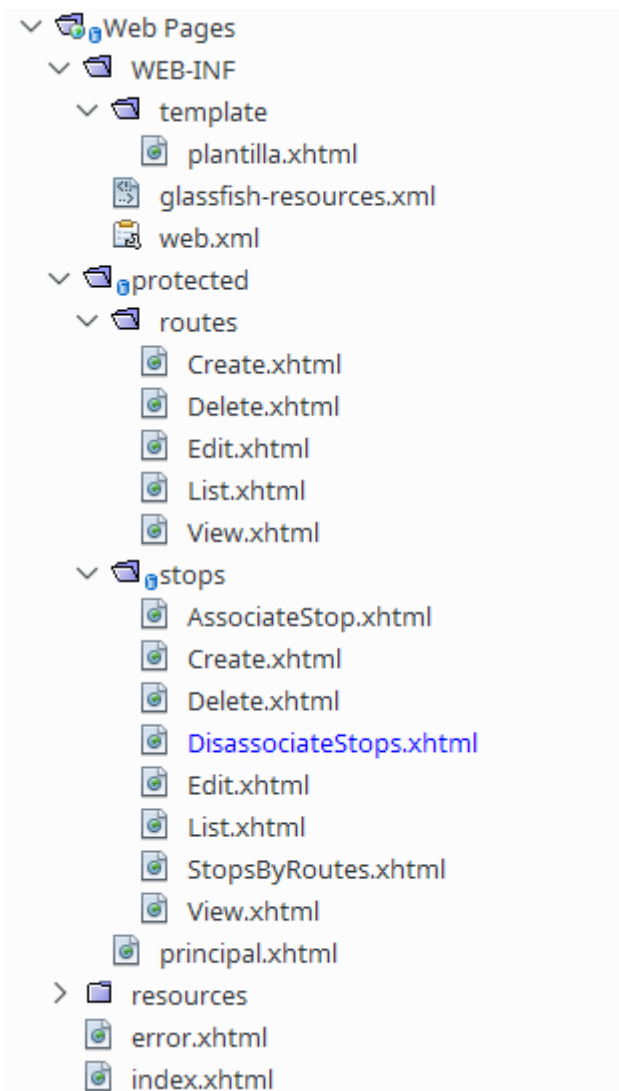 Web Pages
WEB-INF
template
plantilla.xhtml
glassfish-resources.xml
web.xml
protected
routes
Create.xhtml
Delete.xhtml
Edit.xhtml
List.xhtml
View.xhtml
stops
AssociateStop.xhtml
Create.xhtml
Delete.xhtml
DisassociateStops.xhtml
Edit.xhtml
List.xhtml
StopsByRoutes.xhtml
View.xhtml
principal.xhtml
resources
error.xhtml
index.xhtml